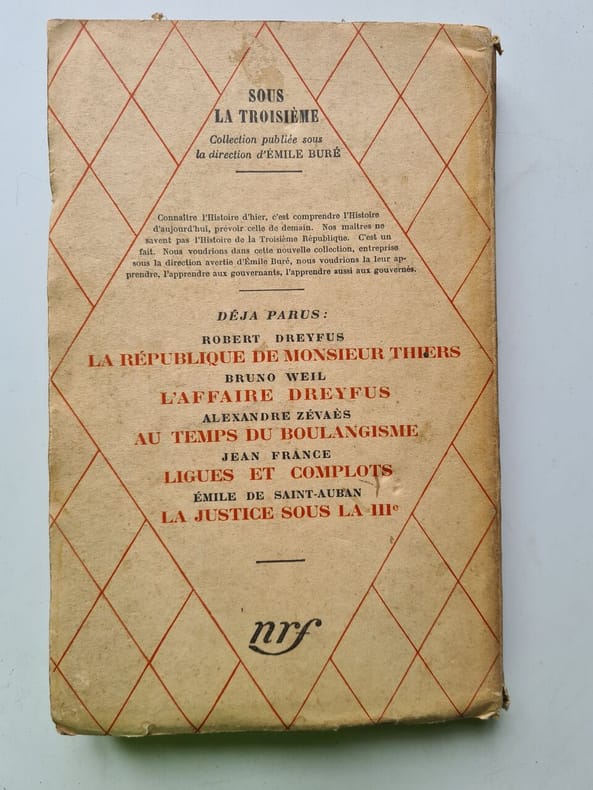 SOUS
LA TROISIÈME
Collection publiée sous
la direction d'ÉMILE BURÉ
Connaître l'Histoire d'hier, c'est comprendre l'Histoire
d'aujourd'hui, prévoir celle de demain. Nos maîtres ne
savent pas l'Histoire de la Troisième République. C'est un
fait. Nous voudrions dans cette nouvelle collection, entreprise
sous la direction avertie d'Émile Buré, nous voudrions la leur ap-
prendre, l'apprendre aux gouvernants, l'apprendre aussi aux gouvernés.
DÉJA PARUS :
ROBERT DREYFUS
LA RÉPUBLIQUE DE MONSIEUR THIERS
BRUNO WEIL
L'AFFAIRE DREYFUS
ALEXANDRE ZÉVAÈS
AU TEMPS DU BOULANGISME
JEAN FRANCE
LIGUES ET COMPLOTS
ÉMILE DE SAINT-AUBAN
LA JUSTICE SOUS LA IIIe
nrf